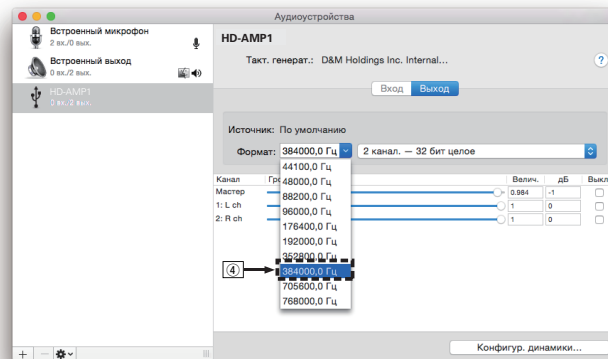 Аудиоустройства
Встроенный микрофон
2 вх./0 вых.
Встроенный выход
0 вх./2 вых.
HD-AMP1
0 вх./2 вых.
HD-AMP1
Такт. генерат.: D&M Holdings Inc. Internal...
?
Вход Выход
Источник: По умолчанию
Формат: 384000,0 Гц 2 канал. — 32 бит целое
44100,0 Гц
48000,0 Гц
88200,0 Гц
96000,0 Гц
176400,0 Гц
192000,0 Гц
352800,0 Гц
④ 384000,0 Гц
705600,0 Гц
768000,0 Гц
Канал Гро Велич. дБ Выкл
Мастер 0.984 -1
1: L ch 1 0
2: R ch 1 0
Конфигур. динамики...